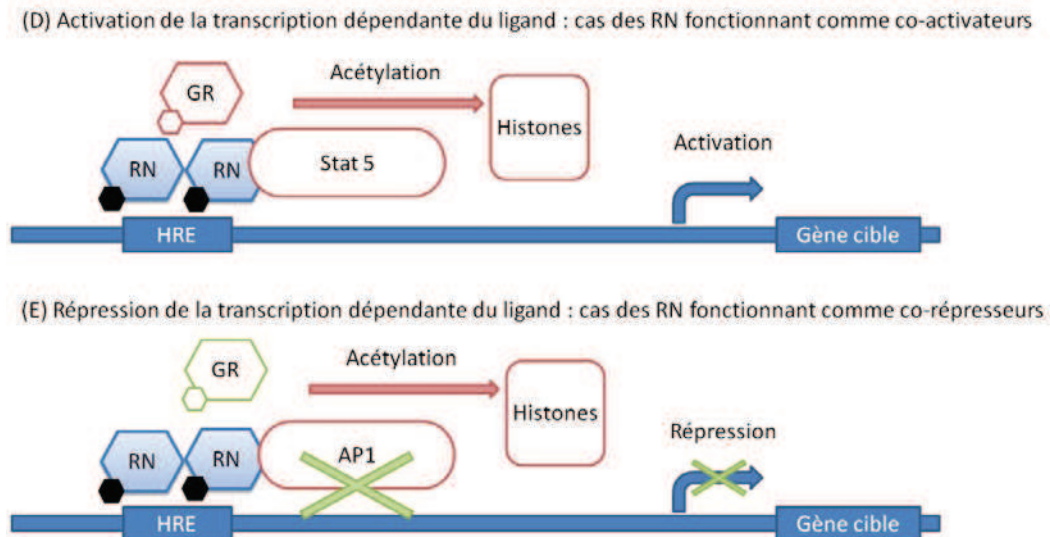 (D) Activation de la transcription dépendante du ligand : cas des RN fonctionnant comme co-activateurs
GR
Acétylation
Histones
RN
RN
Stat 5
Activation
HRE
Gène cible
(E) Répression de la transcription dépendante du ligand : cas des RN fonctionnant comme co-répresseurs
GR
Acétylation
Histones
RN
RN
AP1
Répression
HRE
Gène cible